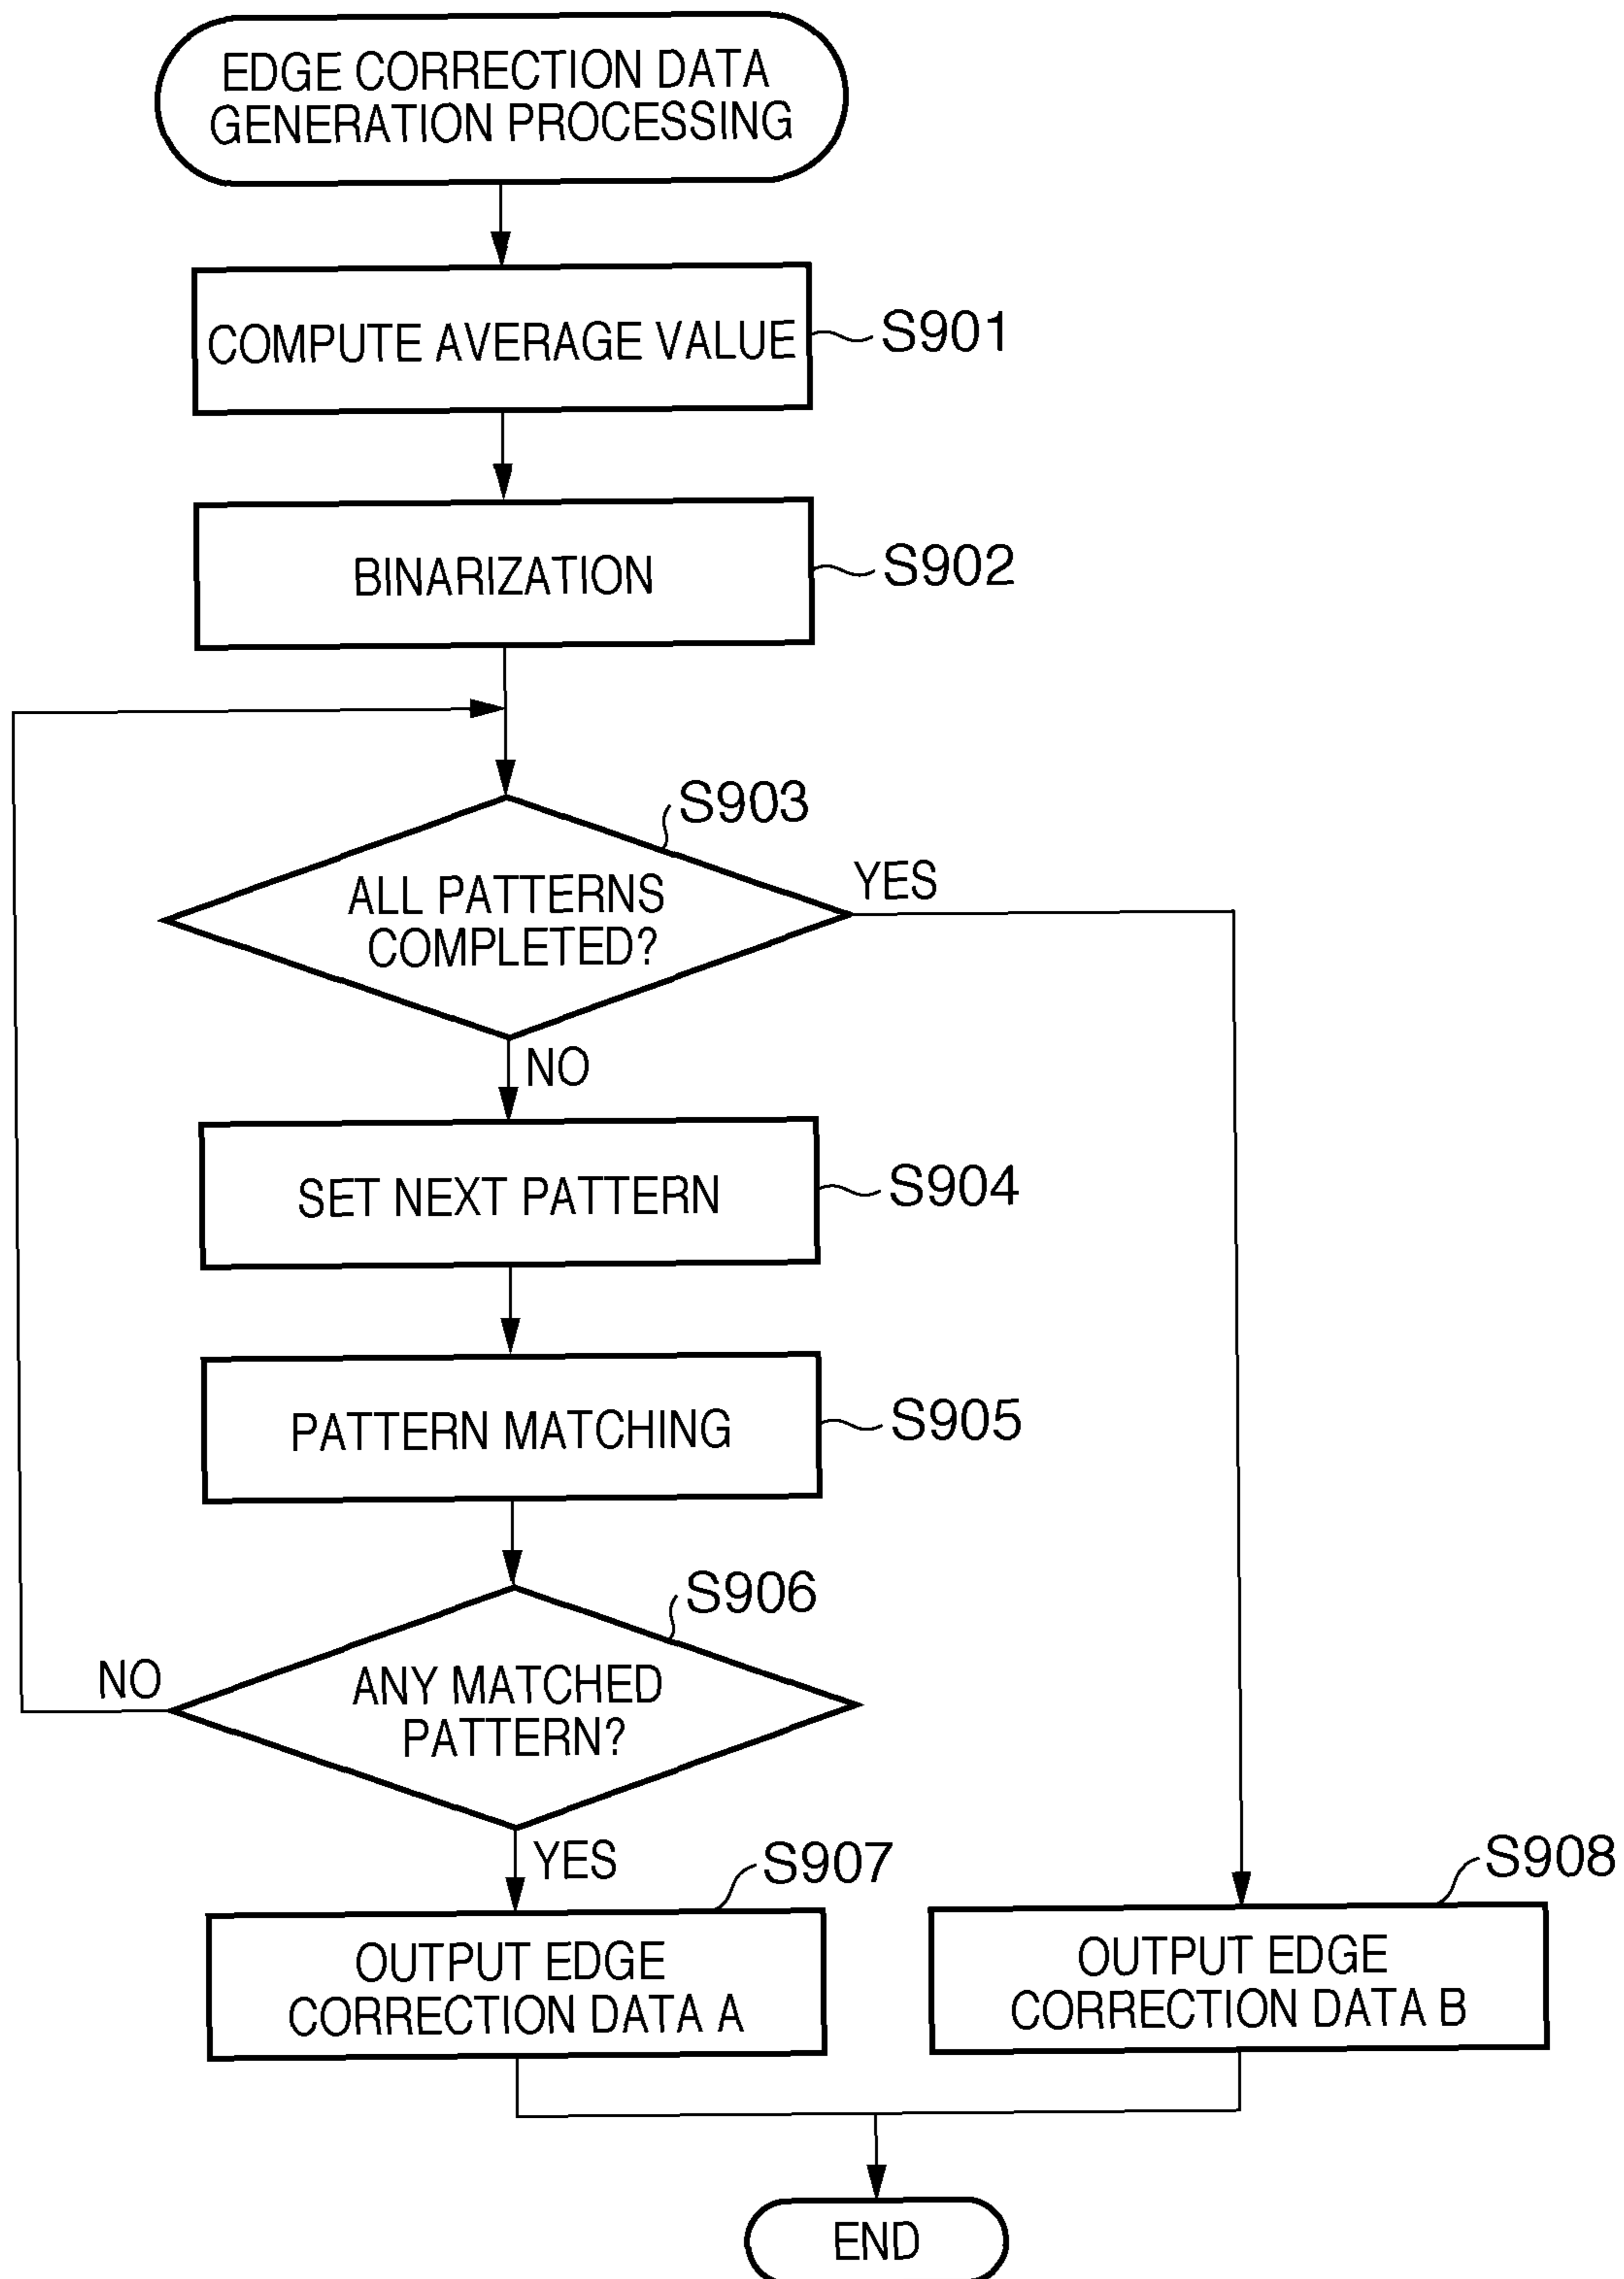 EDGE CORRECTION DATA
GENERATION PROCESSING
COMPUTE AVERAGE VALUE
S901
BINARIZATION
S902
S903
ALL PATTERNS
COMPLETED?
YES
NO
SET NEXT PATTERN
S904
PATTERN MATCHING
S905
S906
ANY MATCHED
PATTERN?
NO
YES
S907
OUTPUT EDGE
CORRECTION DATA A
S908
OUTPUT EDGE
CORRECTION DATA B
END